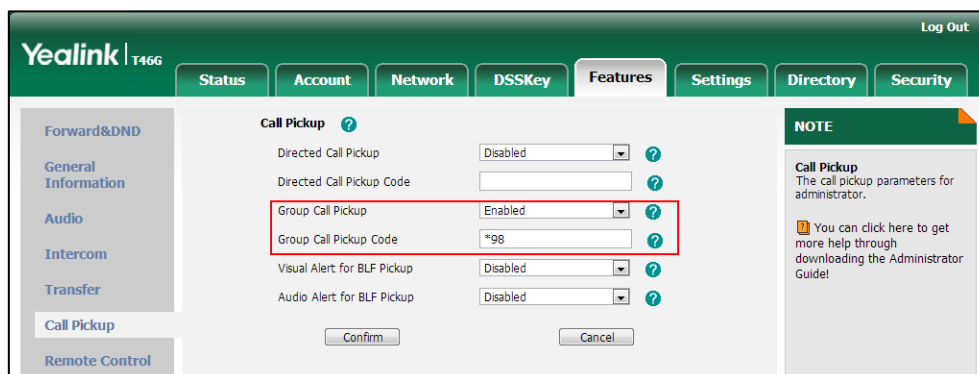 Log Out
Yealink T46G
Status Account Network DSSKey Features Settings Directory Security
Forward&DND
General
Information
Audio
Intercom
Transfer
Call Pickup
Remote Control
Call Pickup ?
Directed Call Pickup Disabled ?
Directed Call Pickup Code ?
Group Call Pickup Enabled ?
Group Call Pickup Code *98 ?
Visual Alert for BLF Pickup Disabled ?
Audio Alert for BLF Pickup Disabled ?
Confirm Cancel
NOTE
Call Pickup
The call pickup parameters for
administrator.
? You can click here to get
more help through
downloading the Administrator
Guide!